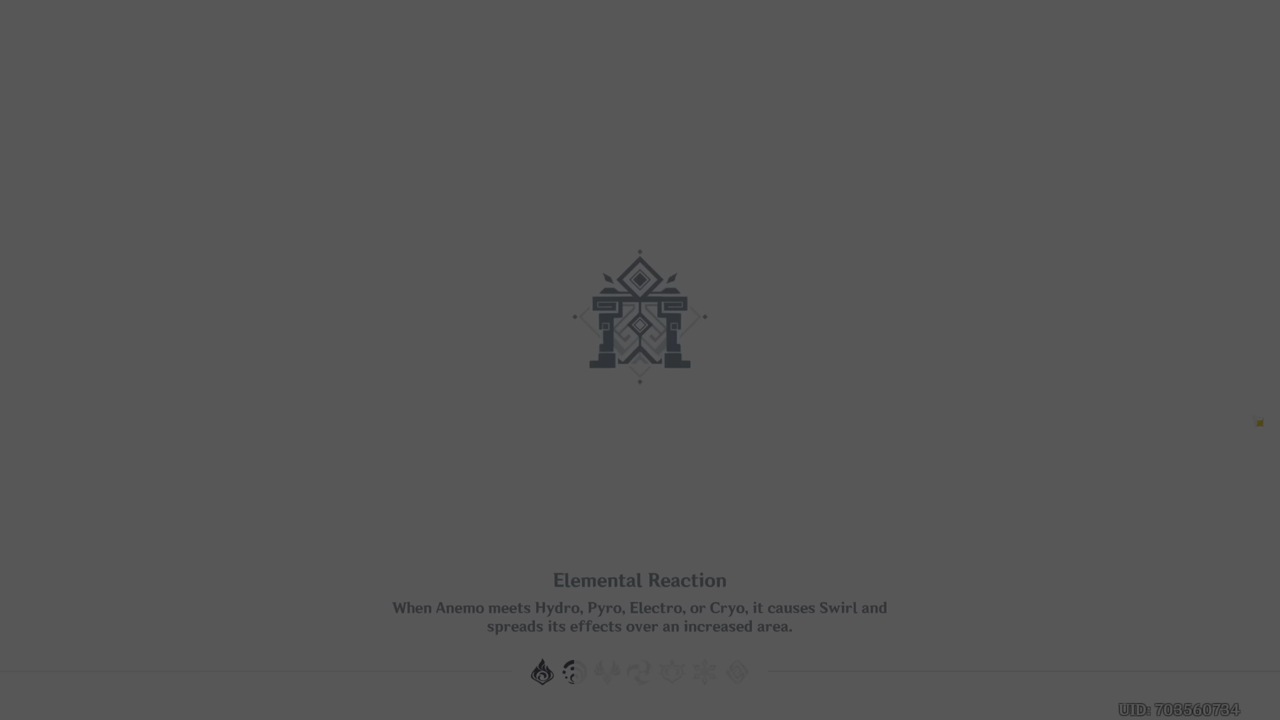 Elemental Reaction
When Anemo meets Hydro, Pyro, Electro, or Cryo, it causes Swirl and
spreads its effects over an increased area.
UID: 703560734